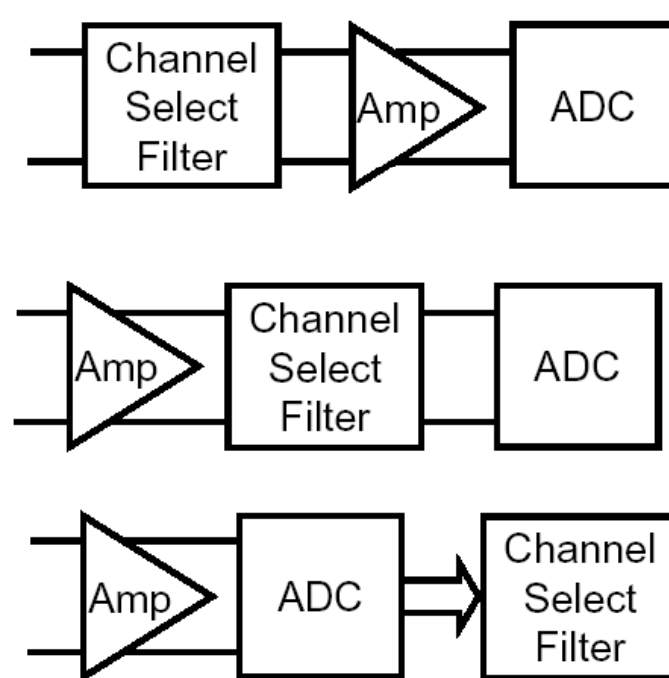 Channel
Select
Filter
Amp
ADC
Amp
Channel
Select
Filter
ADC
Amp
ADC
Channel
Select
Filter